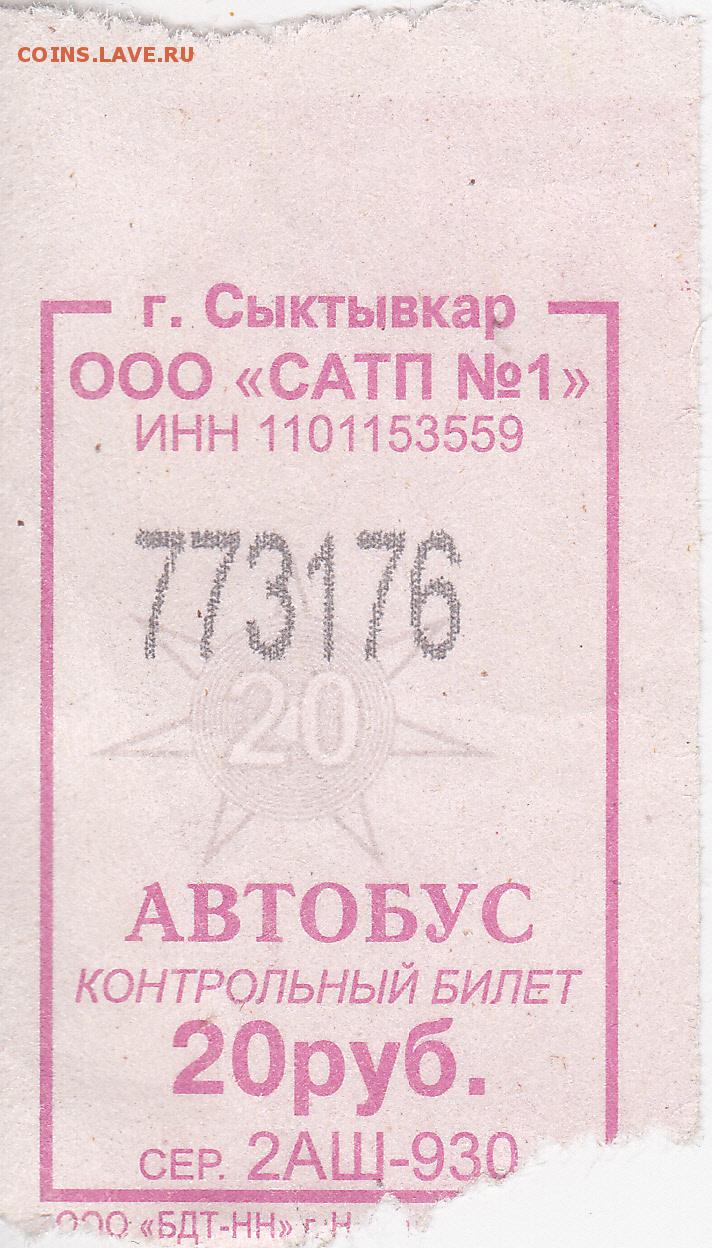 COINS.LAVE.RU
г. Сыктывкар
ООО «САТП №1»
ИНН 1101153559
773176
20
АВТОБУС
КОНТРОЛЬНЫЙ БИЛЕТ
20руб.
СЕР. 2АЩ-930
ООО «БДТ-НН» г. Н